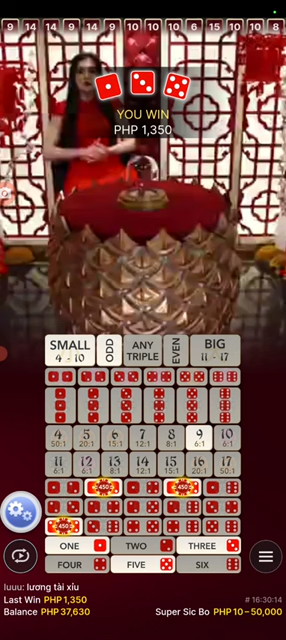 9 14 14 9 14 10 10 10 6 15 10 10 8
YOU WIN
PHP 1,350
SMALL
4 - 10
ODD
ANY
TRIPLE
EVEN
BIG
11 - 17
4 5 6 7 8 9 10
50:1 20:1 15:1 12:1 8:1 6:1 6:1
11 12 13 14 15 16 17
6:1 6:1 8:1 12:1 15:1 20:1 50:1
450 450
450
ONE TWO THREE
FOUR FIVE SIX
luuu: lương tài xỉu
Last Win PHP 1,350 # 16:30:14
Balance PHP 37,630 Super Sic Bo PHP 10–50,000